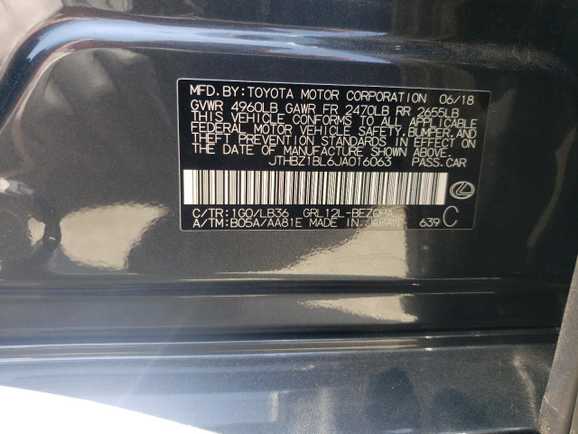 MFD.BY:TOYOTA MOTOR CORPORATION 06/18
GVWR 4960LB GAWR FR 2470LB RR 2655LB
THIS VEHICLE CONFORMS TO ALL APPLICABLE
FEDERAL MOTOR VEHICLE SAFETY,BUMPER,AND
THEFT PREVENTION STANDARDS IN EFFECT ON
THE DATE OF MANUFACTURE SHOWN ABOVE.
JTHBZ1BL6JA016063 PASS.CAR
C/TR:1G0/LB36 GRL12L-BEZQHA
A/TM:B05A/AA81E MADE IN JAPAN 639 C